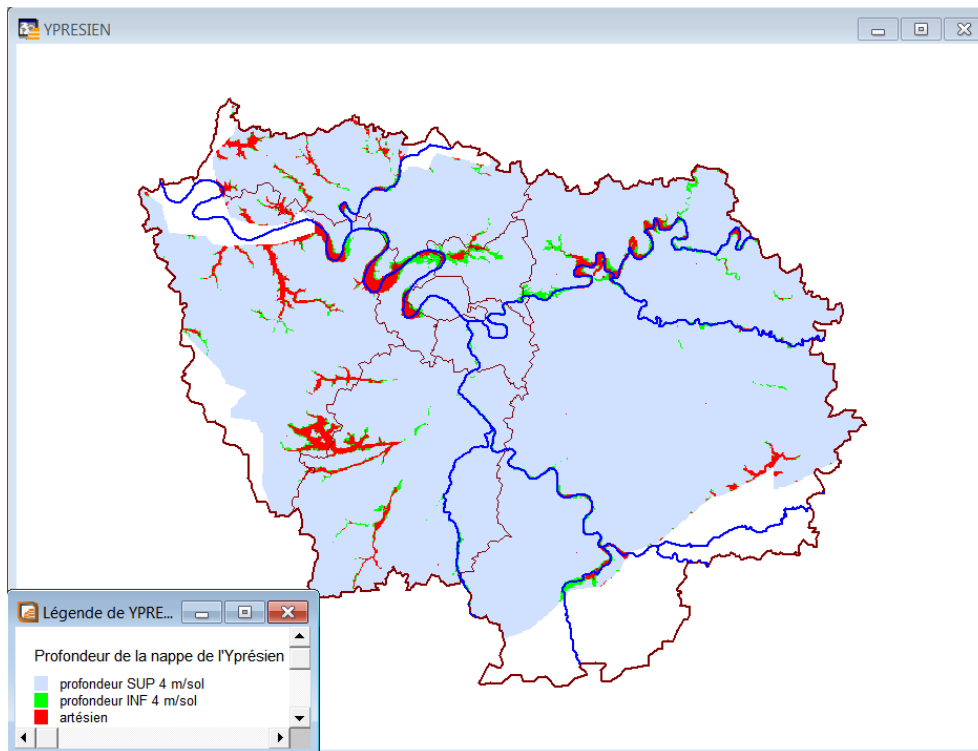 YPRESIEN
Légende de YPRE...
Profondeur de la nappe de l'Yprésien
profondeur SUP 4 m/sol
profondeur INF 4 m/sol
artésien